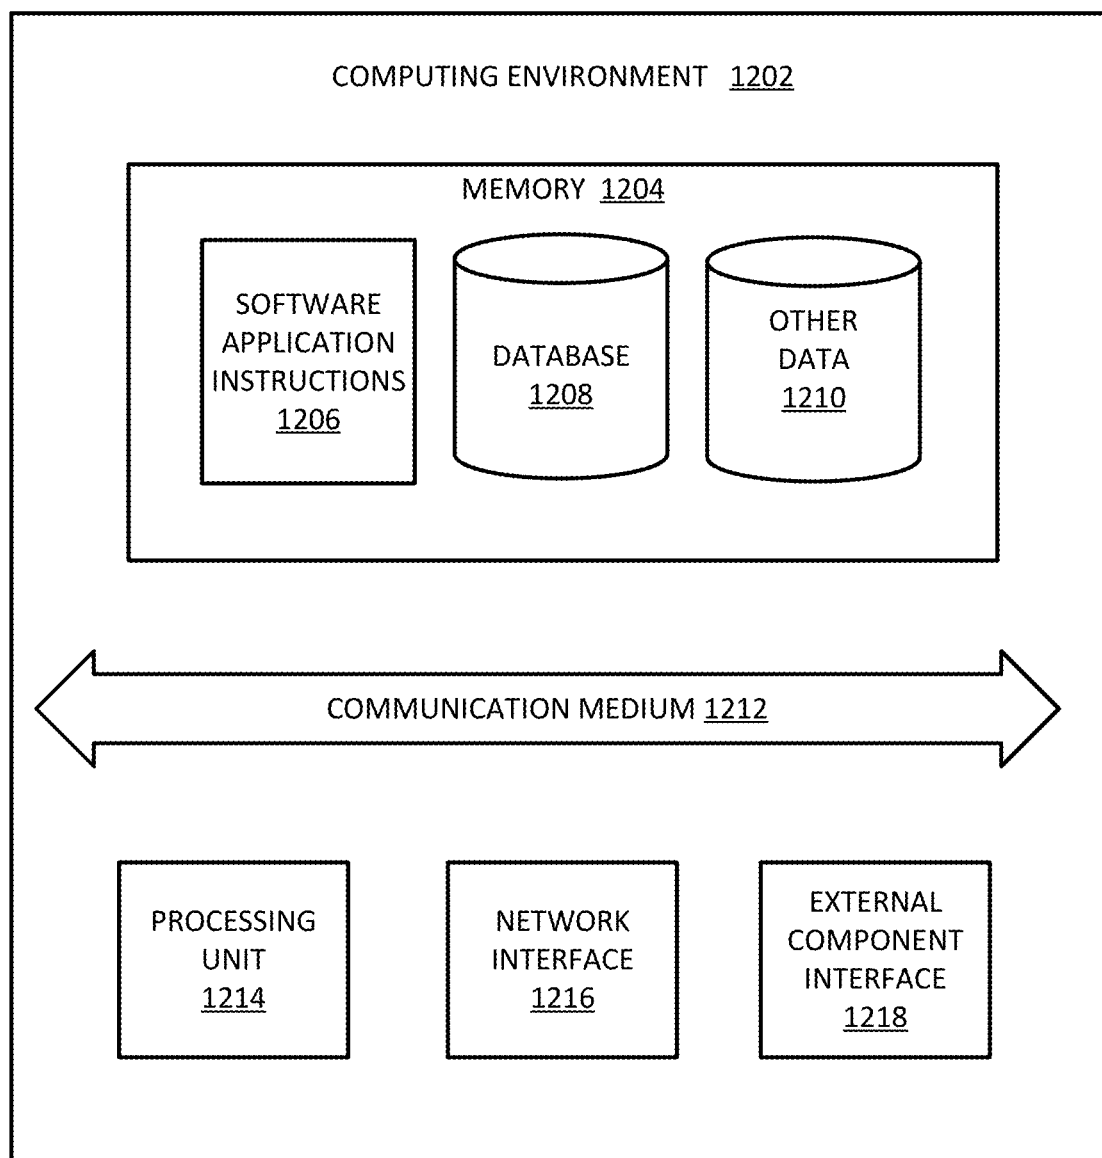 COMPUTING ENVIRONMENT 1202
MEMORY 1204
SOFTWARE
APPLICATION
INSTRUCTIONS
1206
DATABASE
1208
OTHER
DATA
1210
COMMUNICATION MEDIUM 1212
PROCESSING
UNIT
1214
NETWORK
INTERFACE
1216
EXTERNAL
COMPONENT
INTERFACE
1218